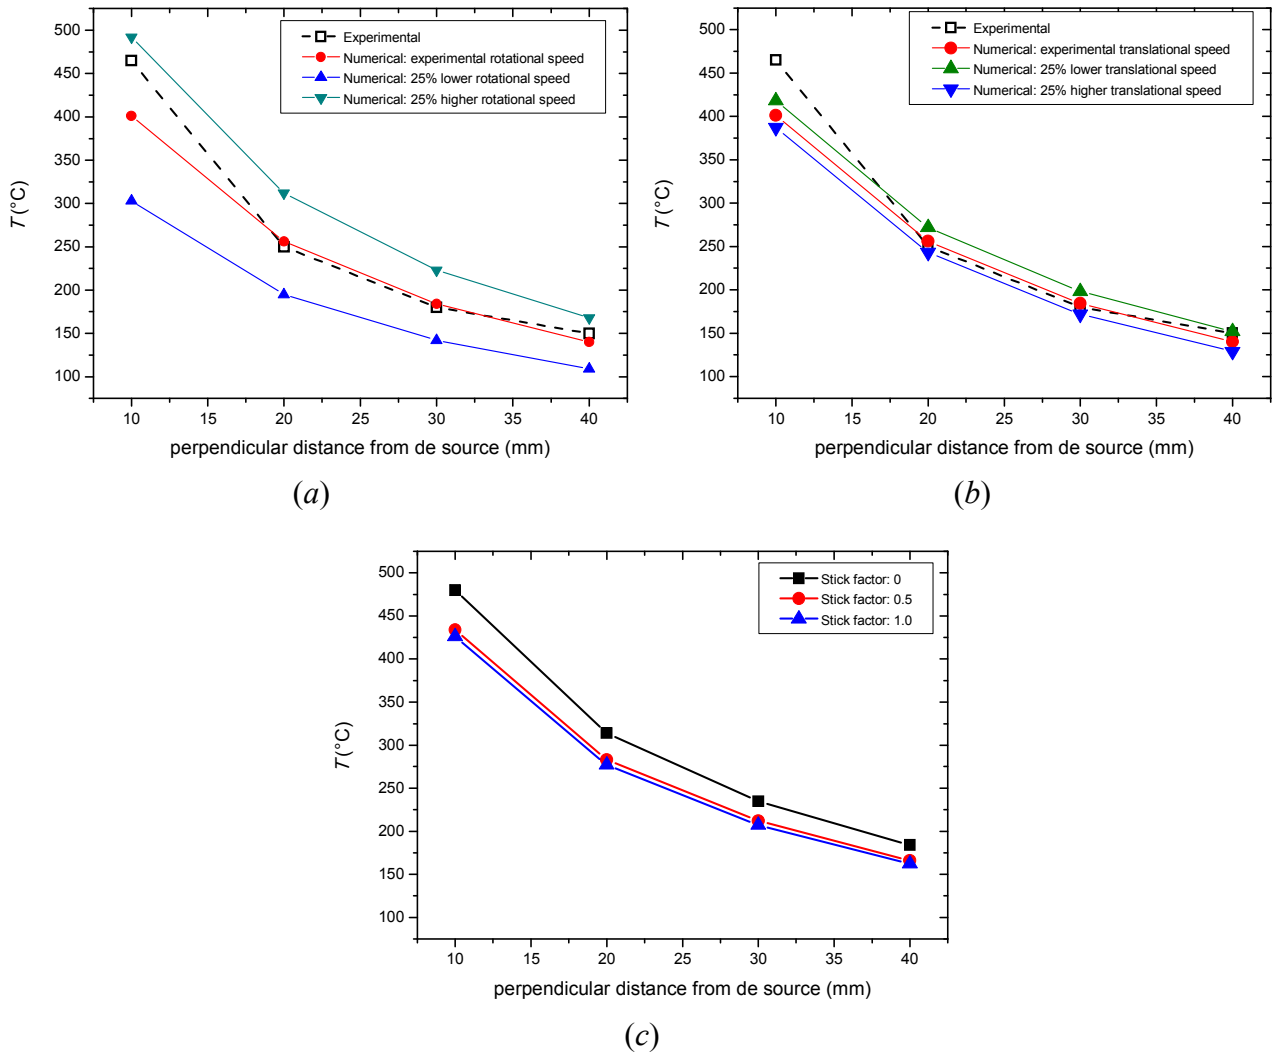 500
450
400
350
300
250
200
150
100
T(°C)
Experimental
Numerical: experimental rotational speed
Numerical: 25% lower rotational speed
Numerical: 25% higher rotational speed
10 15 20 25 30 35 40
perpendicular distance from de source (mm)
(a)
500
450
400
350
300
250
200
150
100
T(°C)
Experimental
Numerical: experimental translational speed
Numerical: 25% lower translational speed
Numerical: 25% higher translational speed
10 15 20 25 30 35 40
perpendicular distance from de source (mm)
(b)
500
450
400
350
300
250
200
150
100
T(°C)
Stick factor: 0
Stick factor: 0.5
Stick factor: 1.0
10 15 20 25 30 35 40
perpendicular distance from de source (mm)
(c)